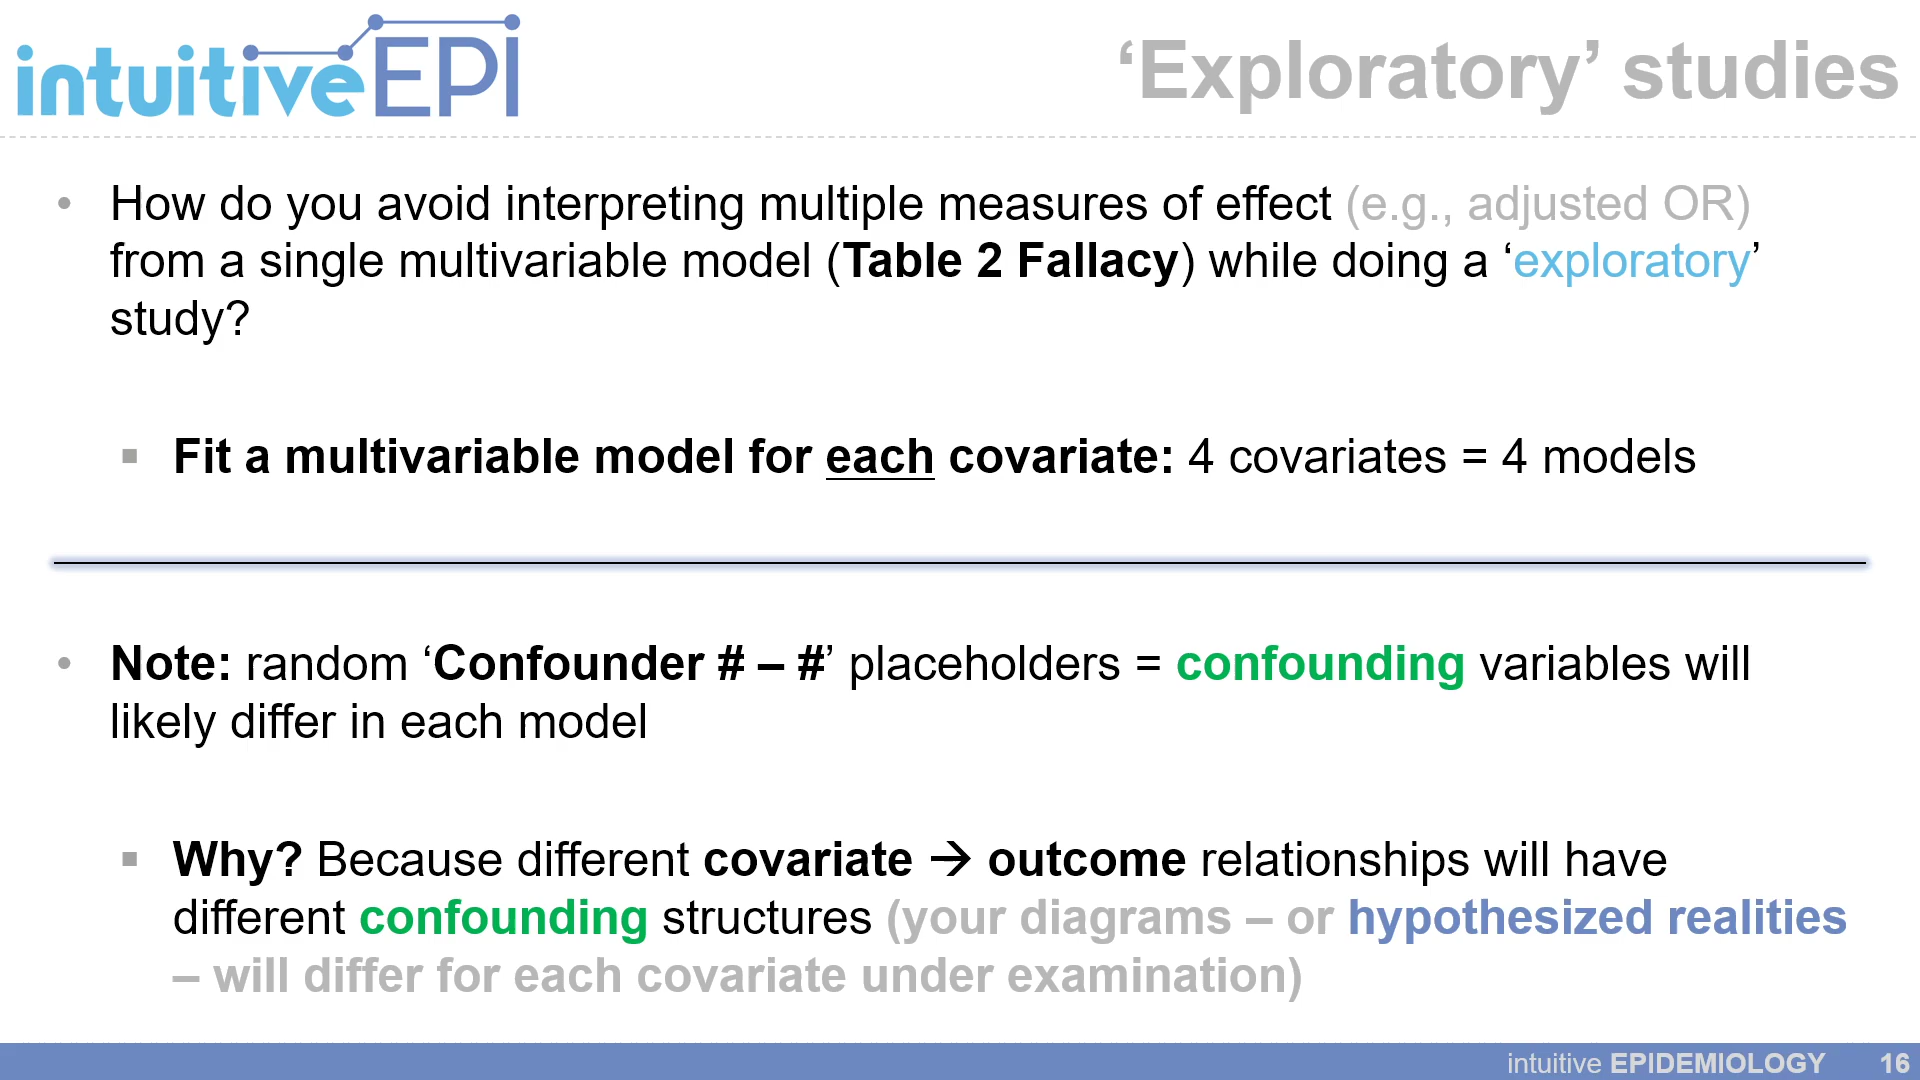 intuitiveEPI
‘Exploratory’ studies
• How do you avoid interpreting multiple measures of effect (e.g., adjusted OR)
from a single multivariable model (Table 2 Fallacy) while doing a ‘exploratory’
study?
▪ Fit a multivariable model for each covariate: 4 covariates = 4 models
• Note: random ‘Confounder # – #’ placeholders = confounding variables will
likely differ in each model
▪ Why? Because different covariate → outcome relationships will have
different confounding structures (your diagrams – or hypothesized realities
– will differ for each covariate under examination)
intuitive EPIDEMIOLOGY 16